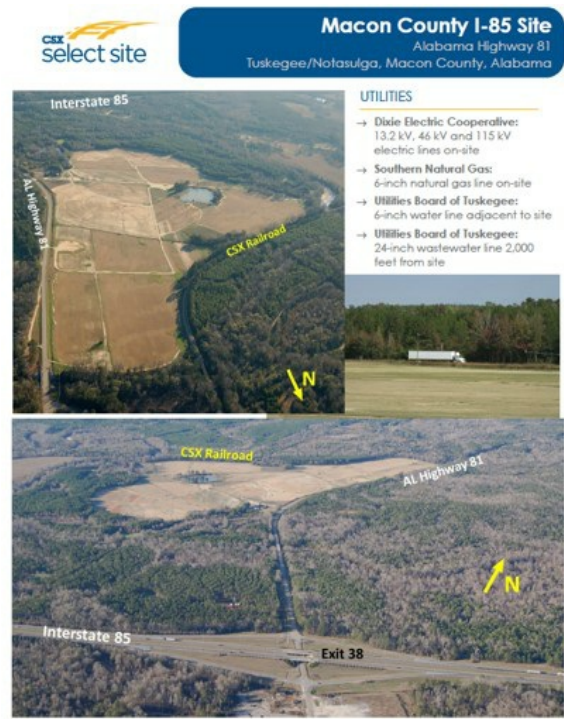 CSX
select site
Macon County I-85 Site
Alabama Highway 81
Tuskegee/Notasulga, Macon County, Alabama
Interstate 85
AL Highway 81
CSX Railroad
N
UTILITIES
→ Dixie Electric Cooperative:
13.2 kV, 46 kV and 115 kV
electric lines on-site
→ Southern Natural Gas:
6-inch natural gas line on-site
→ Utilities Board of Tuskegee:
6-inch water line adjacent to site
→ Utilities Board of Tuskegee:
24-inch wastewater line 2,000
feet from site
CSX Railroad
AL Highway 81
N
Interstate 85
Exit 38